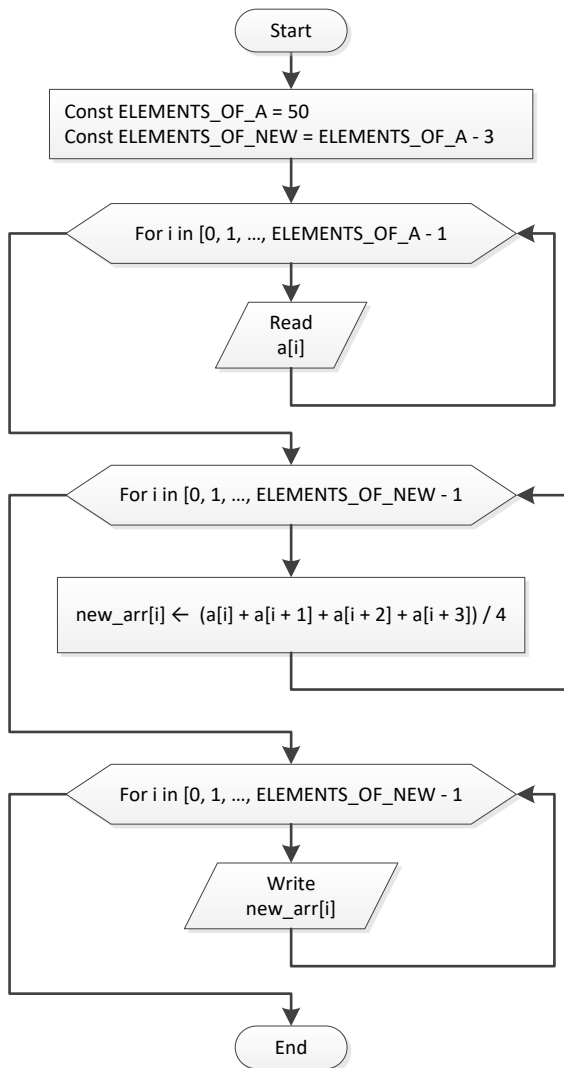 Start
Const ELEMENTS_OF_A = 50
Const ELEMENTS_OF_NEW = ELEMENTS_OF_A - 3
For i in [0, 1, …, ELEMENTS_OF_A - 1
Read
a[i]
For i in [0, 1, …, ELEMENTS_OF_NEW - 1
new_arr[i] ← (a[i] + a[i + 1] + a[i + 2] + a[i + 3]) / 4
For i in [0, 1, …, ELEMENTS_OF_NEW - 1
Write
new_arr[i]
End